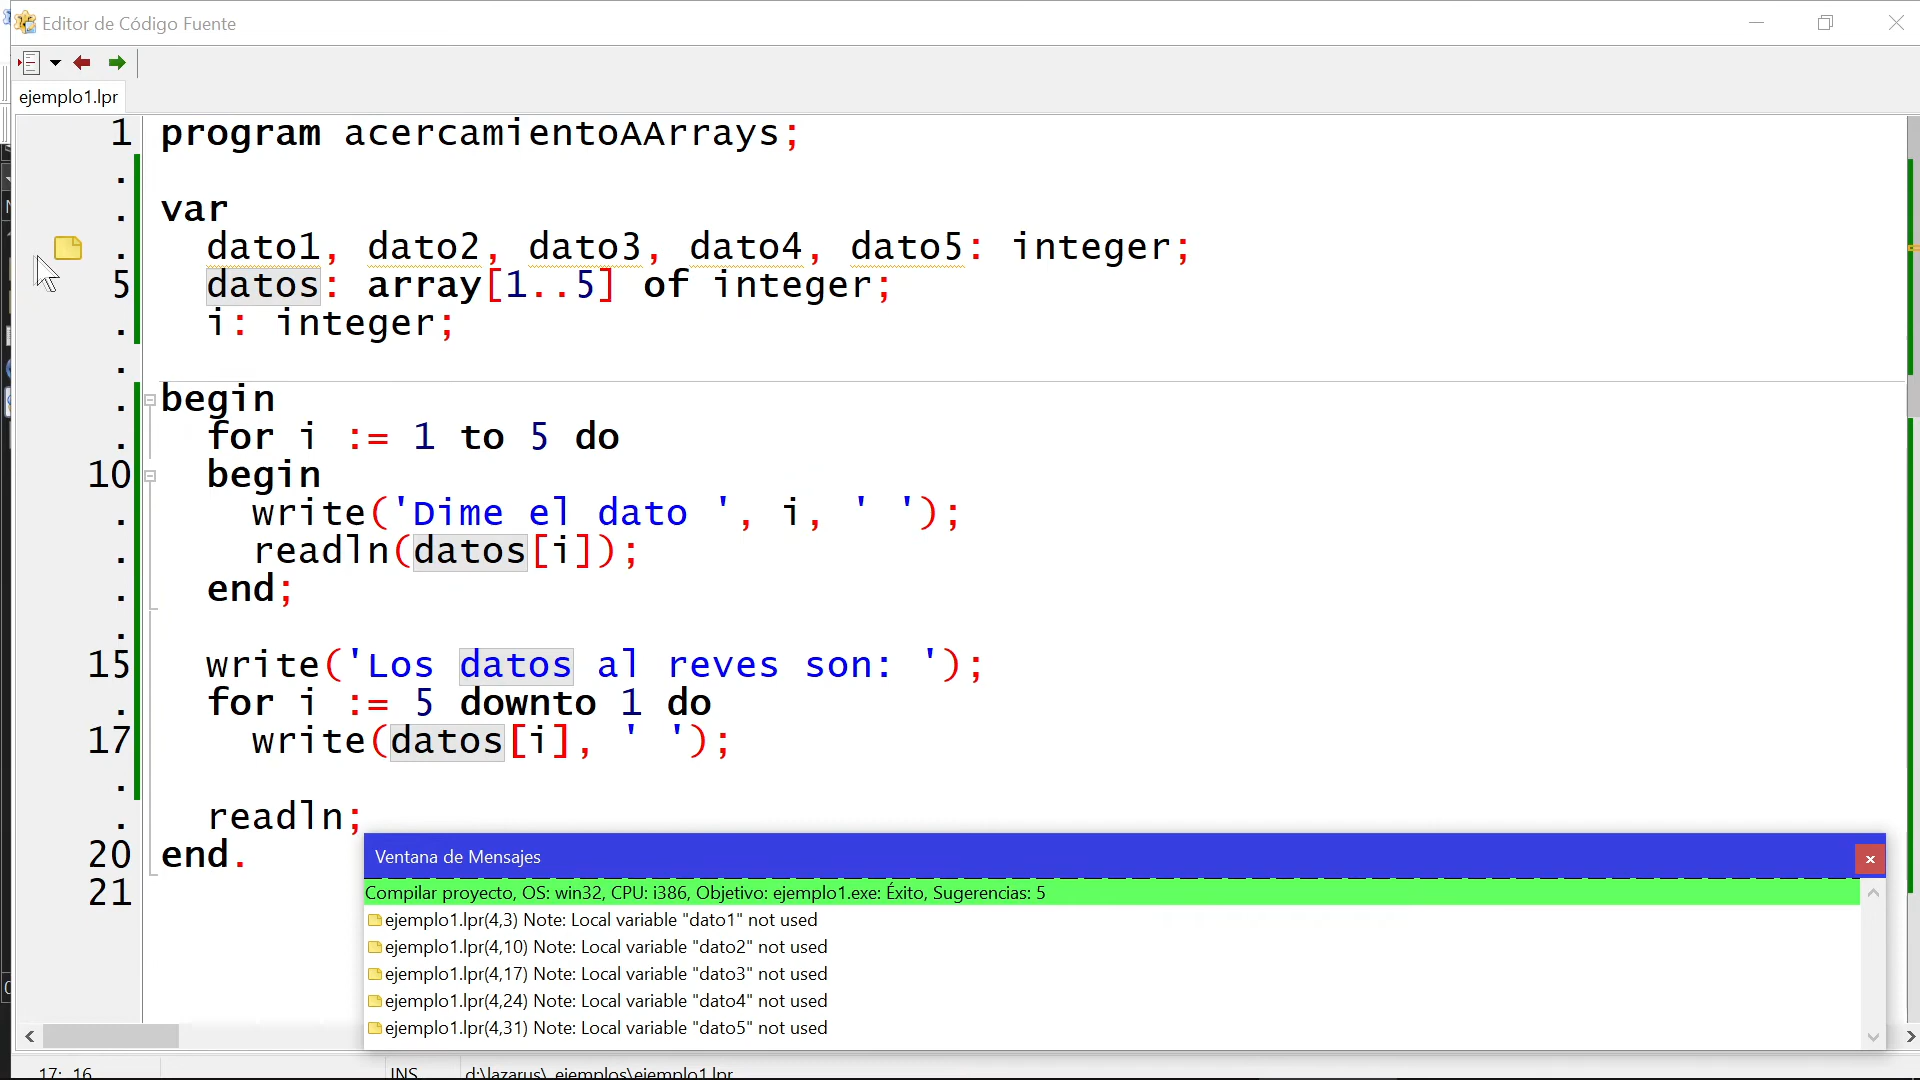 Editor de Código Fuente
ejemplo1.lpr
1 program acercamientoAArrays;
.
. var
. dato1, dato2, dato3, dato4, dato5: integer;
5 datos: array[1..5] of integer;
. i: integer;
.
. begin
. for i := 1 to 5 do
10 begin
. write('Dime el dato ', i, ' ');
. readln(datos[i]);
. end;
.
15 write('Los datos al reves son: ');
. for i := 5 downto 1 do
17 write(datos[i], ' ');
.
. readln;
20 end.
21
Ventana de Mensajes
Compilar proyecto, OS: win32, CPU: i386, Objetivo: ejemplo1.exe: Éxito, Sugerencias: 5
ejemplo1.lpr(4,3) Note: Local variable "dato1" not used
ejemplo1.lpr(4,10) Note: Local variable "dato2" not used
ejemplo1.lpr(4,17) Note: Local variable "dato3" not used
ejemplo1.lpr(4,24) Note: Local variable "dato4" not used
ejemplo1.lpr(4,31) Note: Local variable "dato5" not used
17: 16 INS d:\lazarus\_ejemplos\ejemplo1.lpr